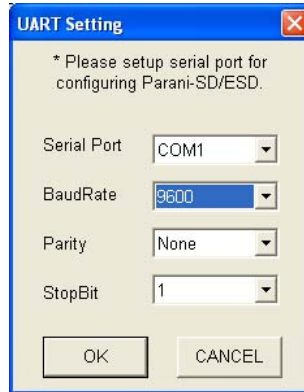 UART Setting
* Please setup serial port for
configuring Parani-SD/ESD.
Serial Port COM1
BaudRate 9600
Parity None
StopBit 1
OK CANCEL